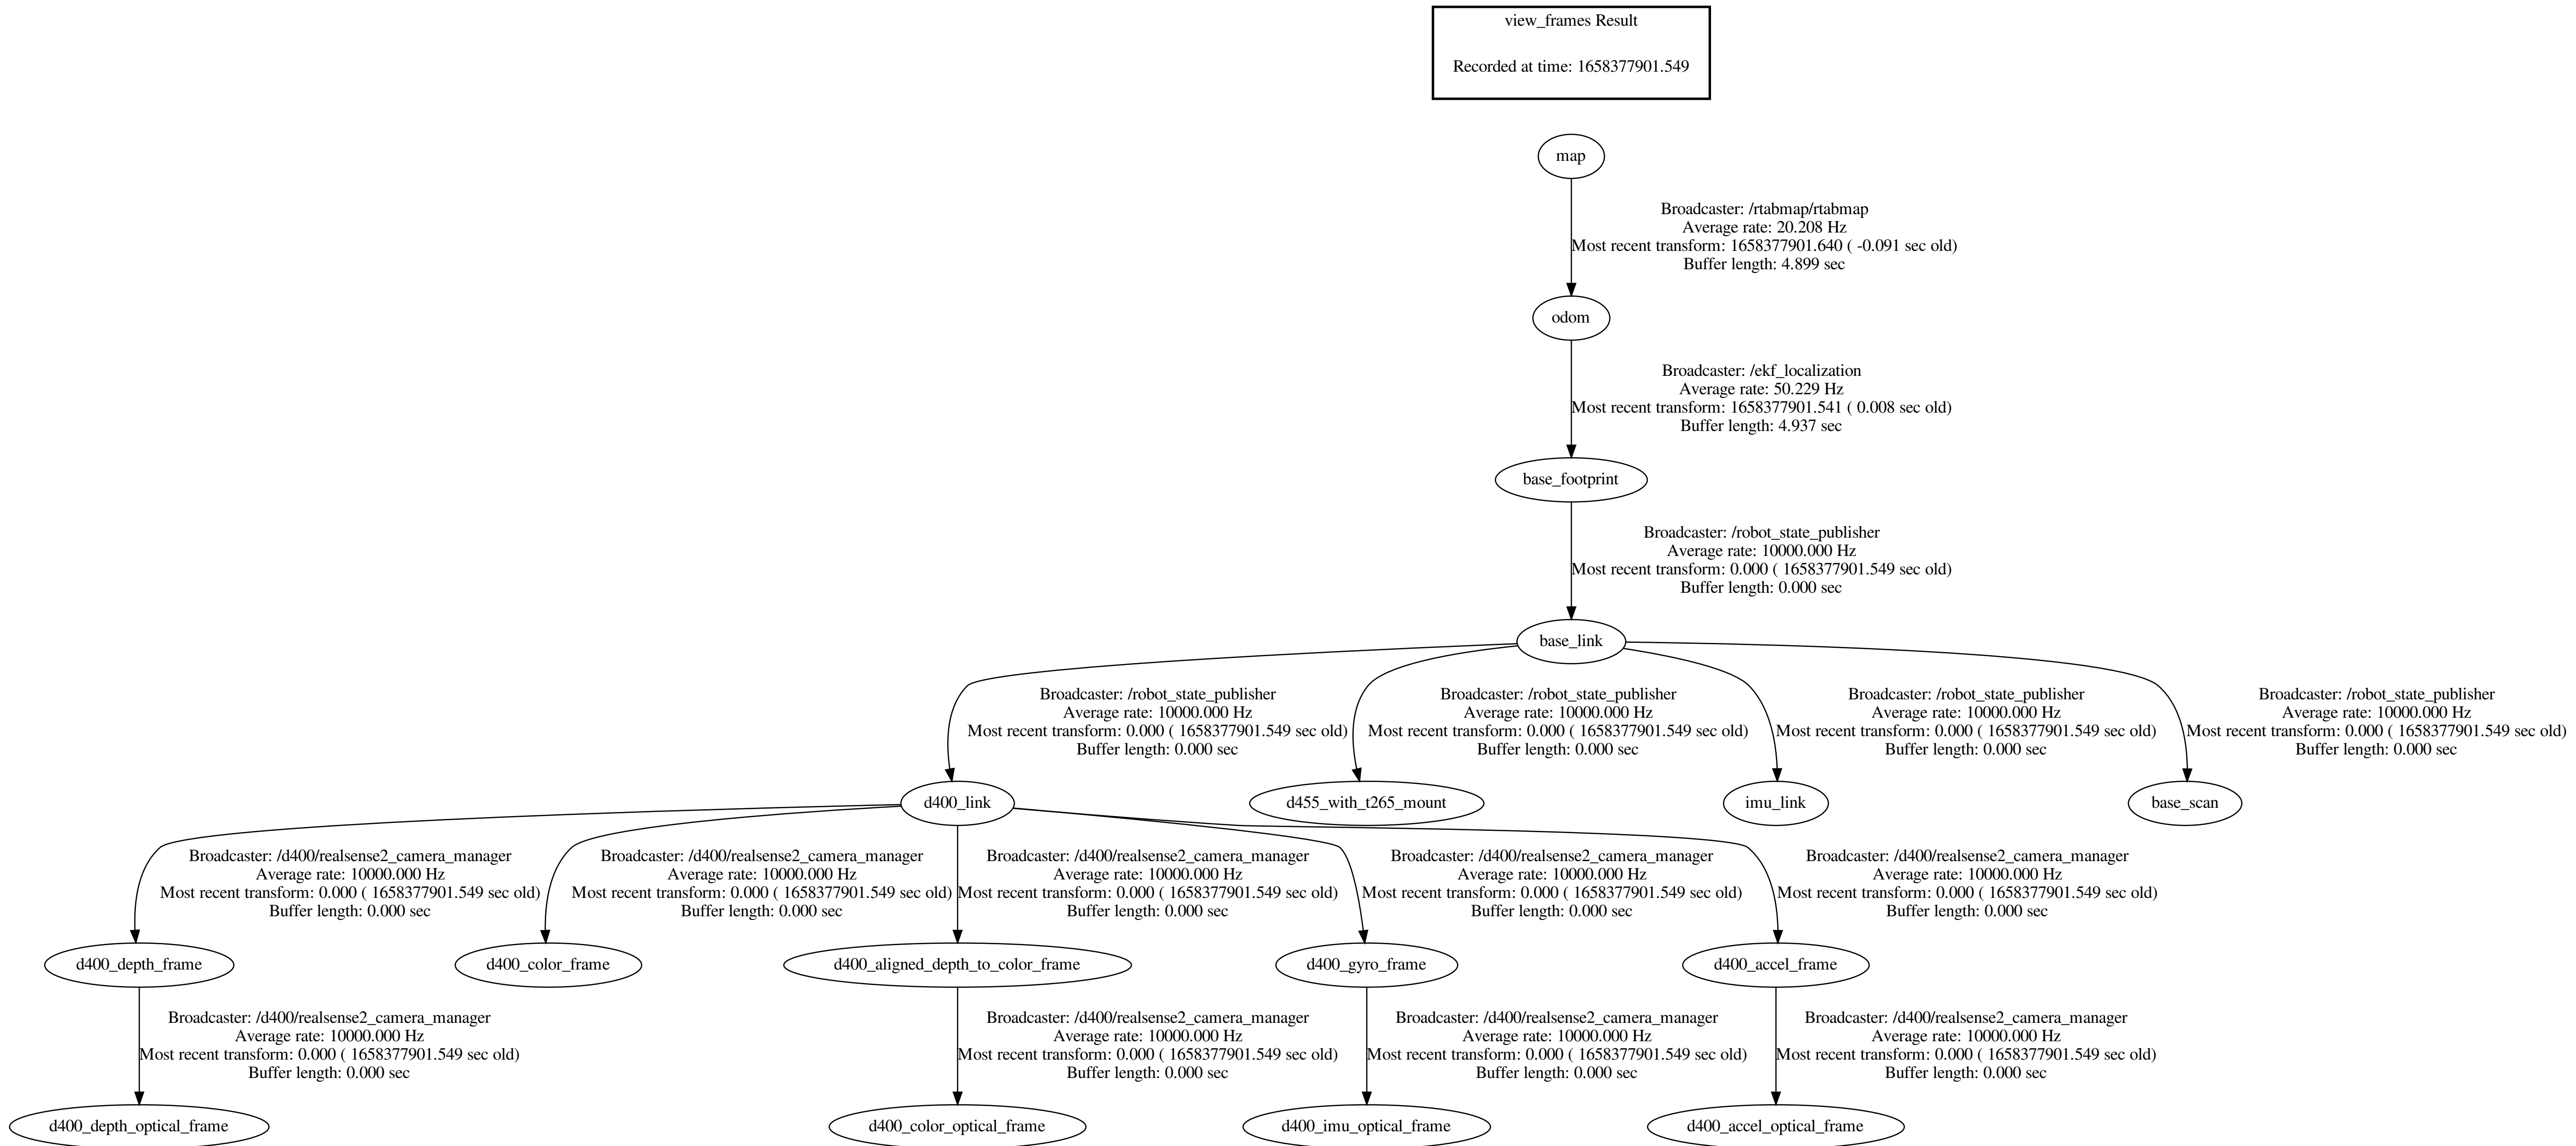 view_frames Result
Recorded at time: 1658377901.549
map
Broadcaster: /rtabmap/rtabmap
Average rate: 20.208 Hz
Most recent transform: 1658377901.640 ( -0.091 sec old)
Buffer length: 4.899 sec
odom
Broadcaster: /ekf_localization
Average rate: 50.229 Hz
Most recent transform: 1658377901.541 ( 0.008 sec old)
Buffer length: 4.937 sec
base_footprint
Broadcaster: /robot_state_publisher
Average rate: 10000.000 Hz
Most recent transform: 0.000 ( 1658377901.549 sec old)
Buffer length: 0.000 sec
base_link
Broadcaster: /robot_state_publisher
Average rate: 10000.000 Hz
Most recent transform: 0.000 ( 1658377901.549 sec old)
Buffer length: 0.000 sec
Broadcaster: /robot_state_publisher
Average rate: 10000.000 Hz
Most recent transform: 0.000 ( 1658377901.549 sec old)
Buffer length: 0.000 sec
Broadcaster: /robot_state_publisher
Average rate: 10000.000 Hz
Most recent transform: 0.000 ( 1658377901.549 sec old)
Buffer length: 0.000 sec
Broadcaster: /robot_state_publisher
Average rate: 10000.000 Hz
Most recent transform: 0.000 ( 1658377901.549 sec old)
Buffer length: 0.000 sec
d400_link
d455_with_t265_mount
imu_link
base_scan
Broadcaster: /d400/realsense2_camera_manager
Average rate: 10000.000 Hz
Most recent transform: 0.000 ( 1658377901.549 sec old)
Buffer length: 0.000 sec
Broadcaster: /d400/realsense2_camera_manager
Average rate: 10000.000 Hz
Most recent transform: 0.000 ( 1658377901.549 sec old)
Buffer length: 0.000 sec
Broadcaster: /d400/realsense2_camera_manager
Average rate: 10000.000 Hz
Most recent transform: 0.000 ( 1658377901.549 sec old)
Buffer length: 0.000 sec
Broadcaster: /d400/realsense2_camera_manager
Average rate: 10000.000 Hz
Most recent transform: 0.000 ( 1658377901.549 sec old)
Buffer length: 0.000 sec
Broadcaster: /d400/realsense2_camera_manager
Average rate: 10000.000 Hz
Most recent transform: 0.000 ( 1658377901.549 sec old)
Buffer length: 0.000 sec
d400_depth_frame
d400_color_frame
d400_aligned_depth_to_color_frame
d400_gyro_frame
d400_accel_frame
Broadcaster: /d400/realsense2_camera_manager
Average rate: 10000.000 Hz
Most recent transform: 0.000 ( 1658377901.549 sec old)
Buffer length: 0.000 sec
Broadcaster: /d400/realsense2_camera_manager
Average rate: 10000.000 Hz
Most recent transform: 0.000 ( 1658377901.549 sec old)
Buffer length: 0.000 sec
Broadcaster: /d400/realsense2_camera_manager
Average rate: 10000.000 Hz
Most recent transform: 0.000 ( 1658377901.549 sec old)
Buffer length: 0.000 sec
Broadcaster: /d400/realsense2_camera_manager
Average rate: 10000.000 Hz
Most recent transform: 0.000 ( 1658377901.549 sec old)
Buffer length: 0.000 sec
d400_depth_optical_frame
d400_color_optical_frame
d400_imu_optical_frame
d400_accel_optical_frame